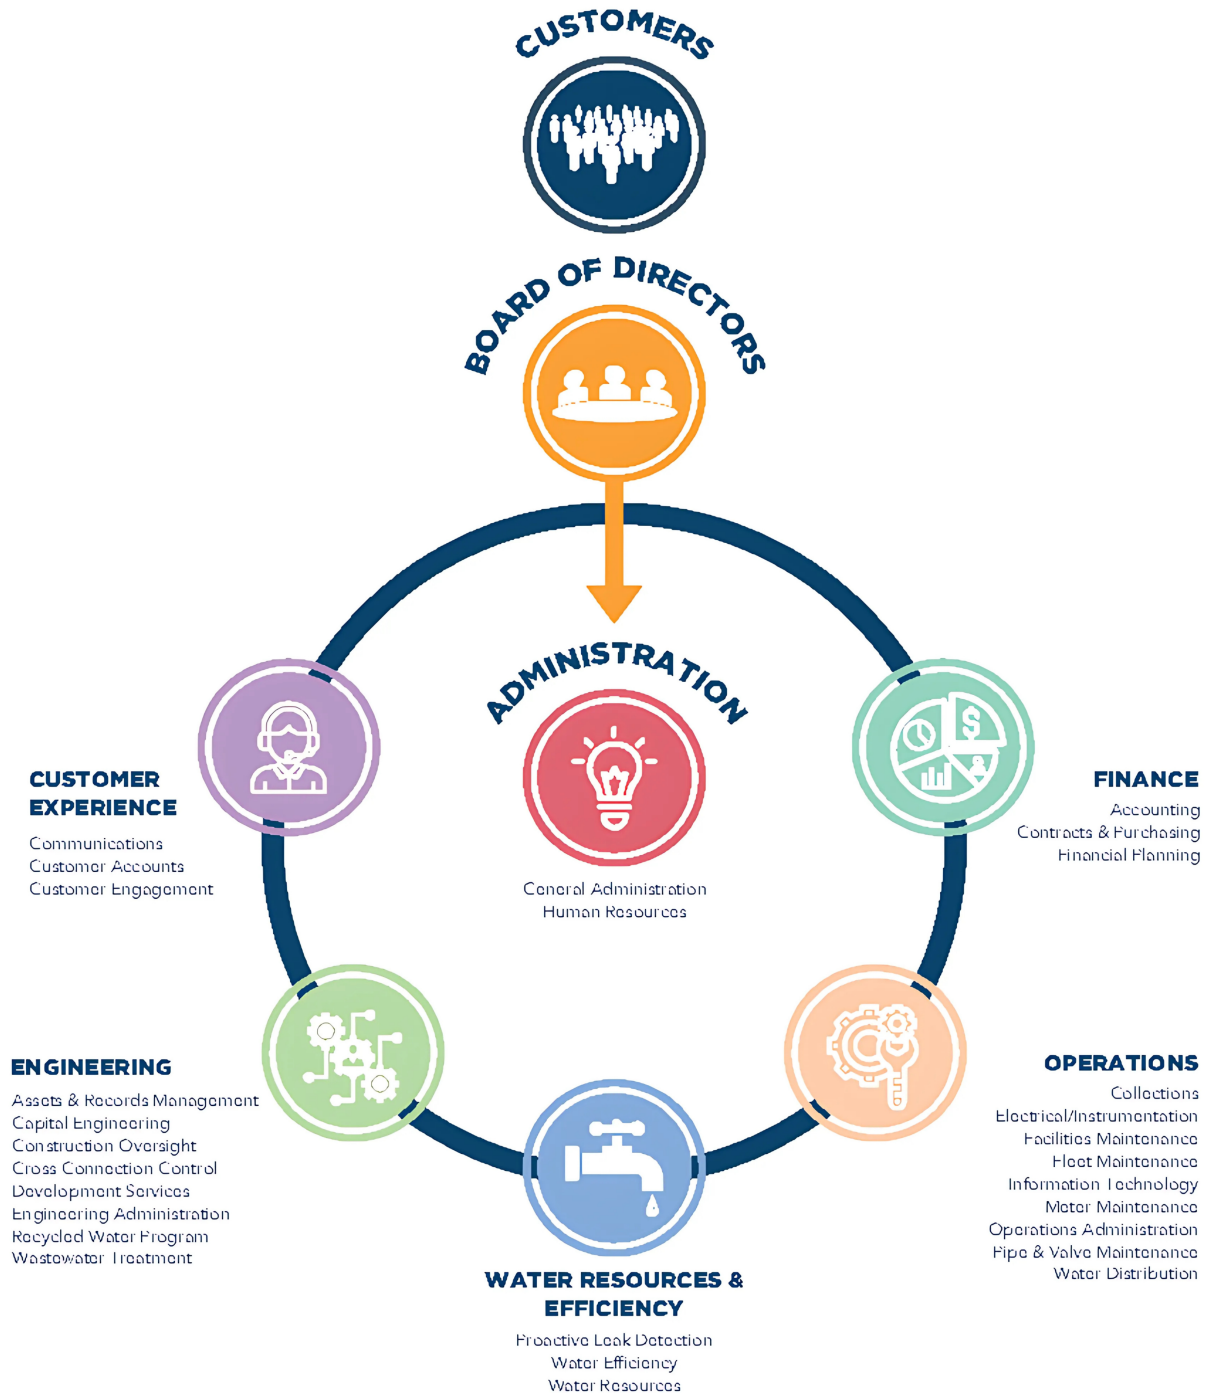 CUSTOMERS
BOARD OF DIRECTORS
ADMINISTRATION
General Administration
Human Resources
CUSTOMER
EXPERIENCE
Communications
Customer Accounts
Customer Engagement
FINANCE
Accounting
Contracts & Purchasing
Financial Planning
ENGINEERING
Assets & Records Management
Capital Engineering
Construction Oversight
Cross Connection Control
Development Services
Engineering Administration
Recycled Water Program
Wastewater Treatment
OPERATIONS
Collections
Electrical/Instrumentation
Facilities Maintenance
Fleet Maintenance
Information Technology
Meter Maintenance
Operations Administration
Pipe & Valve Maintenance
Water Distribution
WATER RESOURCES &
EFFICIENCY
Proactive Leak Detection
Water Efficiency
Water Resources